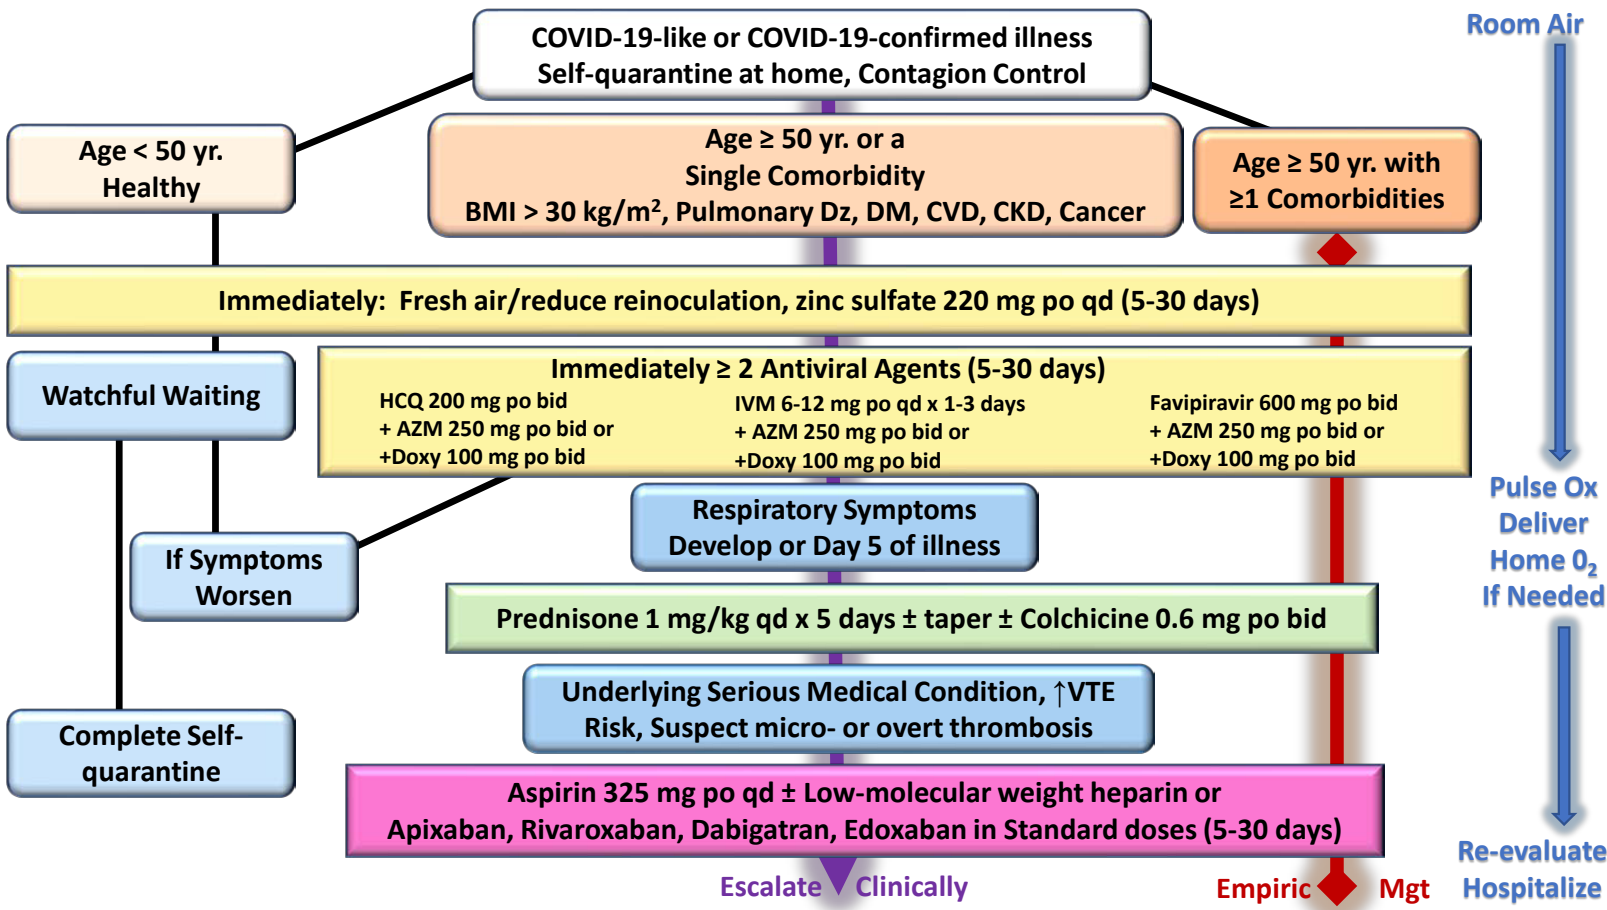 COVID-19-like or COVID-19-confirmed illness
Self-quarantine at home, Contagion Control
Room Air
Age < 50 yr.
Healthy
Age ≥ 50 yr. or a
Single Comorbidity
BMI > 30 kg/m², Pulmonary Dz, DM, CVD, CKD, Cancer
Age ≥ 50 yr. with
≥1 Comorbidities
Immediately:  Fresh air/reduce reinoculation, zinc sulfate 220 mg po qd (5-30 days)
Watchful Waiting
Immediately ≥ 2 Antiviral Agents (5-30 days)
HCQ 200 mg po bid
+ AZM 250 mg po bid or
+Doxy 100 mg po bid
IVM 6-12 mg po qd x 1-3 days
+ AZM 250 mg po bid or
+Doxy 100 mg po bid
Favipiravir 600 mg po bid
+ AZM 250 mg po bid or
+Doxy 100 mg po bid
Pulse Ox
Deliver
Home 0₂
If Needed
Respiratory Symptoms
Develop or Day 5 of illness
If Symptoms
Worsen
Prednisone 1 mg/kg qd x 5 days ± taper ± Colchicine 0.6 mg po bid
Underlying Serious Medical Condition, ↑VTE
Risk, Suspect micro- or overt thrombosis
Complete Self-
quarantine
Aspirin 325 mg po qd ± Low-molecular weight heparin or
Apixaban, Rivaroxaban, Dabigatran, Edoxaban in Standard doses (5-30 days)
Escalate Clinically
Empiric Mgt
Re-evaluate
Hospitalize